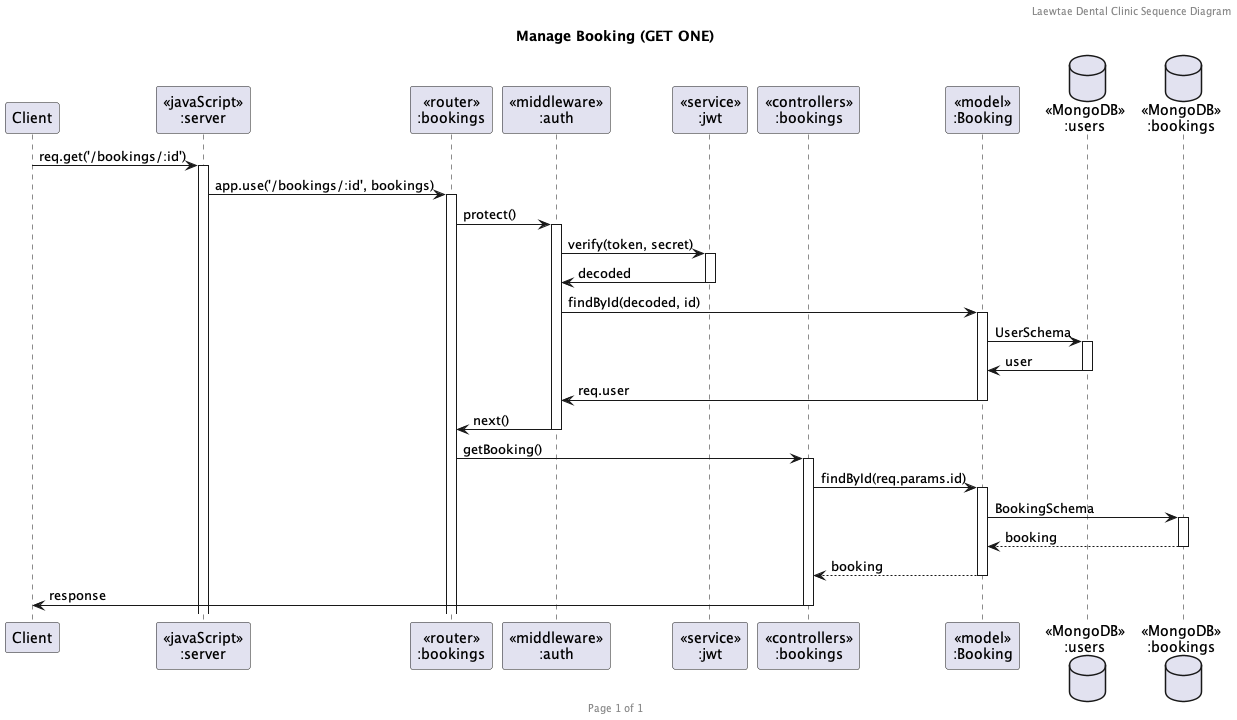 Laewtae Dental Clinic Sequence Diagram
Manage Booking (GET ONE)
Client
«javaScript»
:server
«router»
:bookings
«middleware»
:auth
«service»
:jwt
«controllers»
:bookings
«model»
:Booking
«MongoDB»
:users
«MongoDB»
:bookings
req.get('/bookings/:id')
app.use('/bookings/:id', bookings)
protect()
verify(token, secret)
decoded
findById(decoded, id)
UserSchema
user
req.user
next()
getBooking()
findById(req.params.id)
BookingSchema
booking
booking
response
Client
«javaScript»
:server
«router»
:bookings
«middleware»
:auth
«service»
:jwt
«controllers»
:bookings
«model»
:Booking
«MongoDB»
:users
«MongoDB»
:bookings
Page 1 of 1